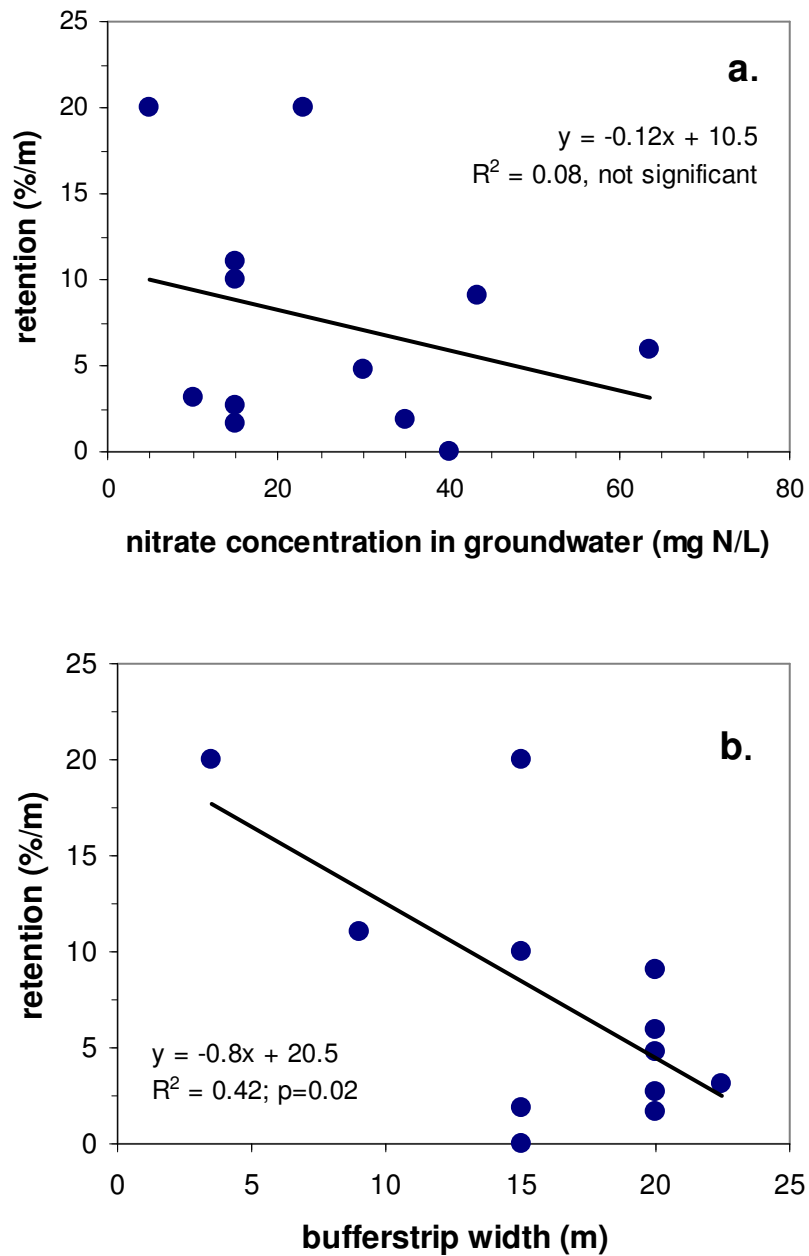 25
20
15
10
5
0
retention (%/m)
a.
y = -0.12x + 10.5
R² = 0.08, not significant
0 20 40 60 80
nitrate concentration in groundwater (mg N/L)
25
20
15
10
5
0
retention (%/m)
b.
y = -0.8x + 20.5
R² = 0.42; p=0.02
0 5 10 15 20 25
bufferstrip width (m)